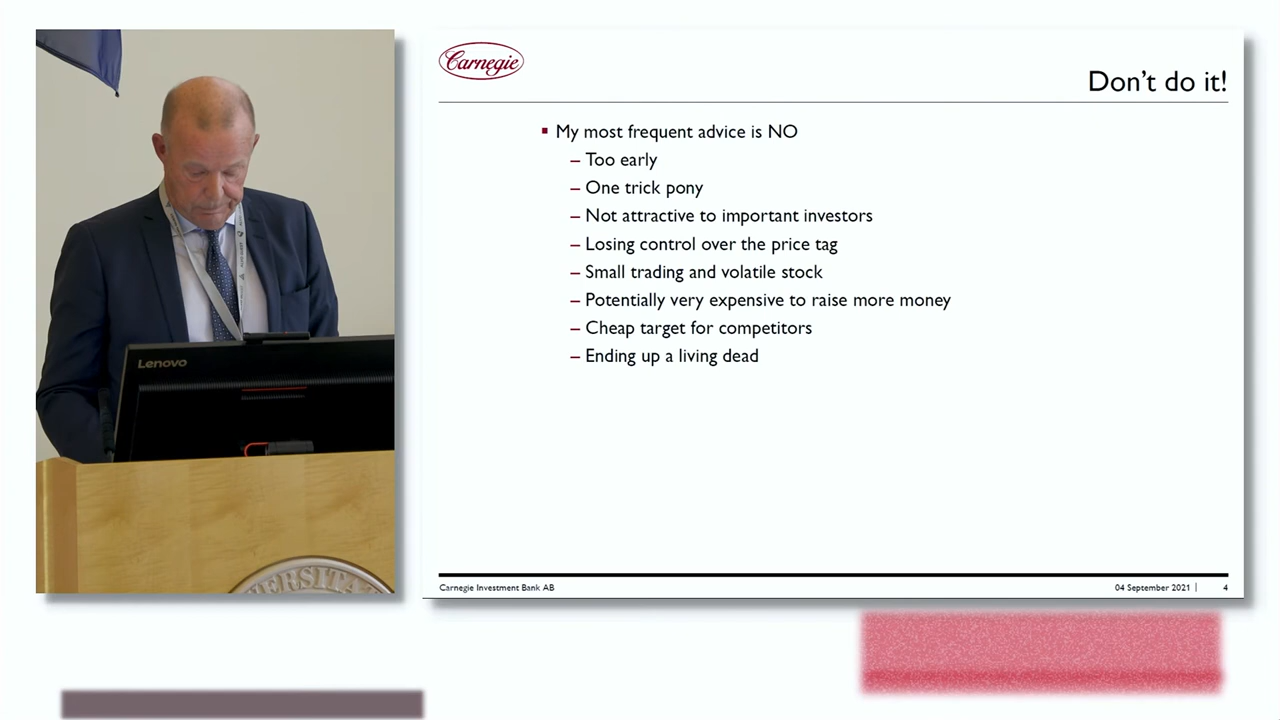 Carnegie
Don't do it!
My most frequent advice is NO
– Too early
– One trick pony
– Not attractive to important investors
– Losing control over the price tag
– Small trading and volatile stock
– Potentially very expensive to raise more money
– Cheap target for competitors
– Ending up a living dead
Carnegie Investment Bank AB
04 September 2021 | 4
Lenovo
VERSITA